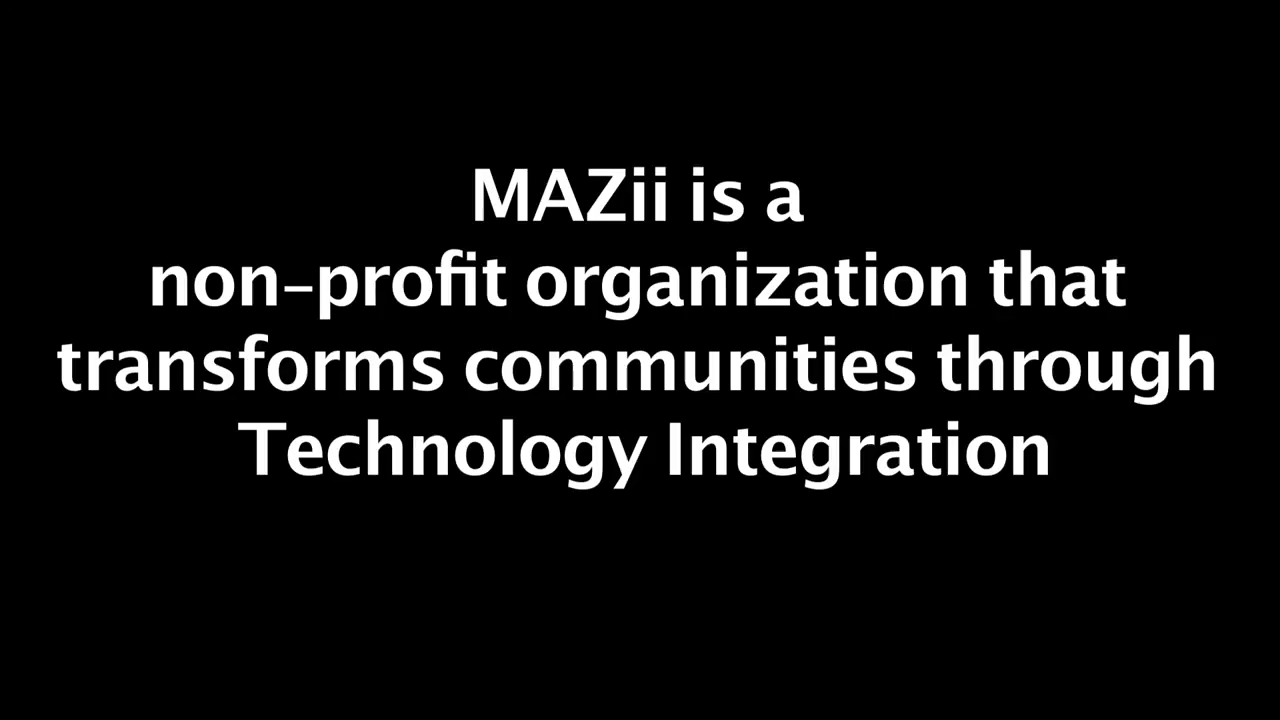 MAZii is a
non-profit organization that
transforms communities through
Technology Integration